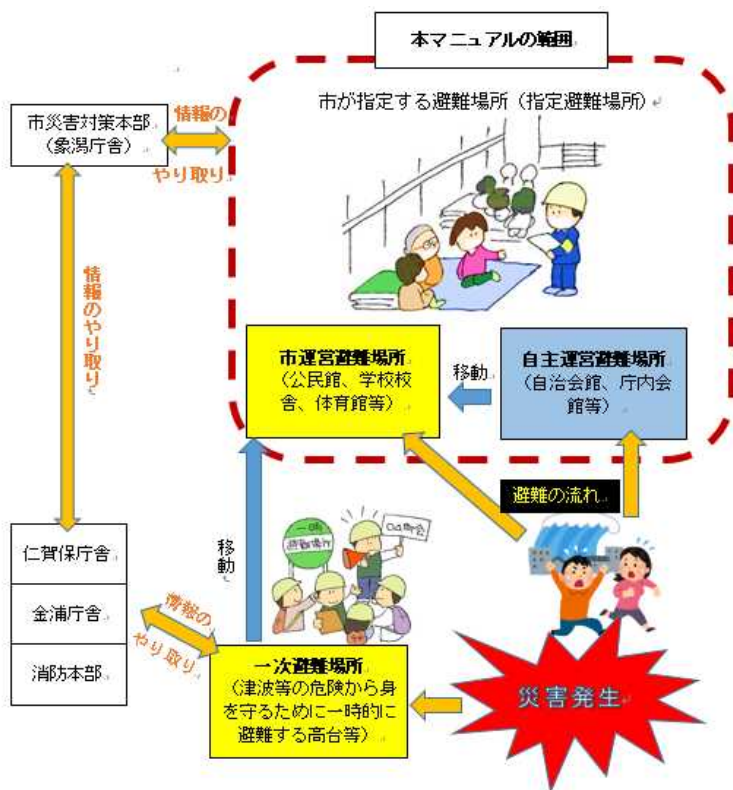 本マニュアルの範囲
市が指定する避難場所（指定避難場所）
市災害対策本部
（象潟庁舎）
情報の
やり取り
情報のやり取り
市運営避難場所
（公民館、学校校
舎、体育館等）
移動
自主運営避難場所
（自治会館、庁内会
館等）
避難の流れ
一時
避難場所
移動
仁賀保庁舎
金浦庁舎
消防本部
情報の
やり取り
一次避難場所
（津波等の危険から身
を守るために一時的に
避難する高台等）
災害発生